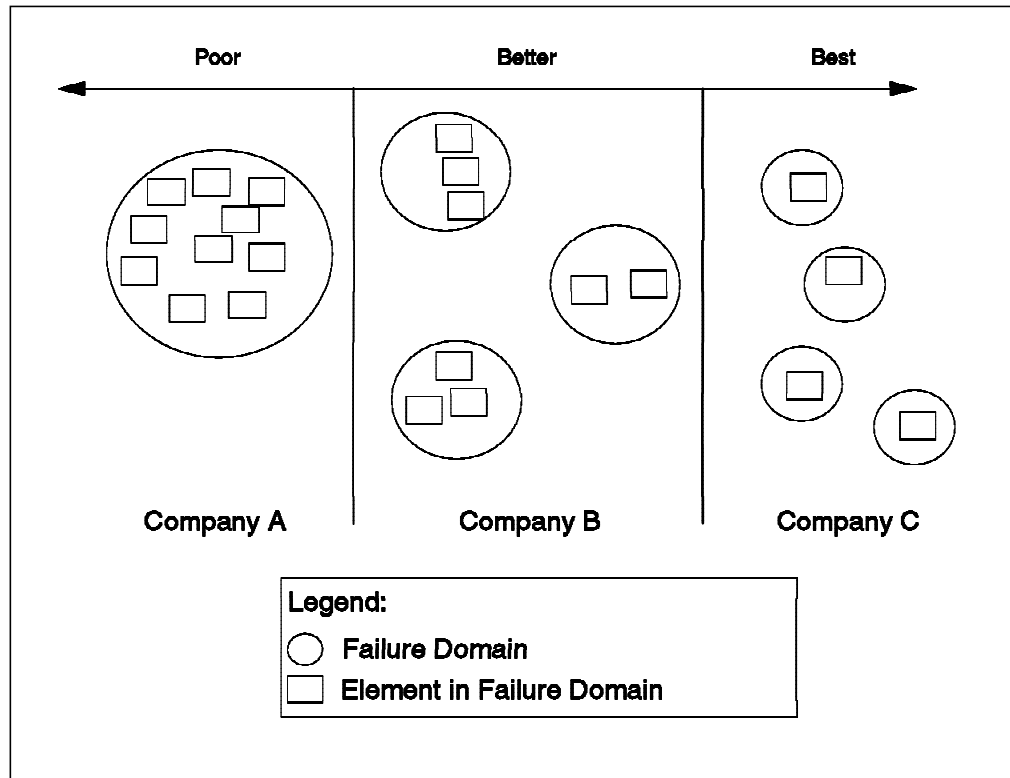 Poor
Better
Best
Company A
Company B
Company C
Legend:
Failure Domain
Element in Failure Domain